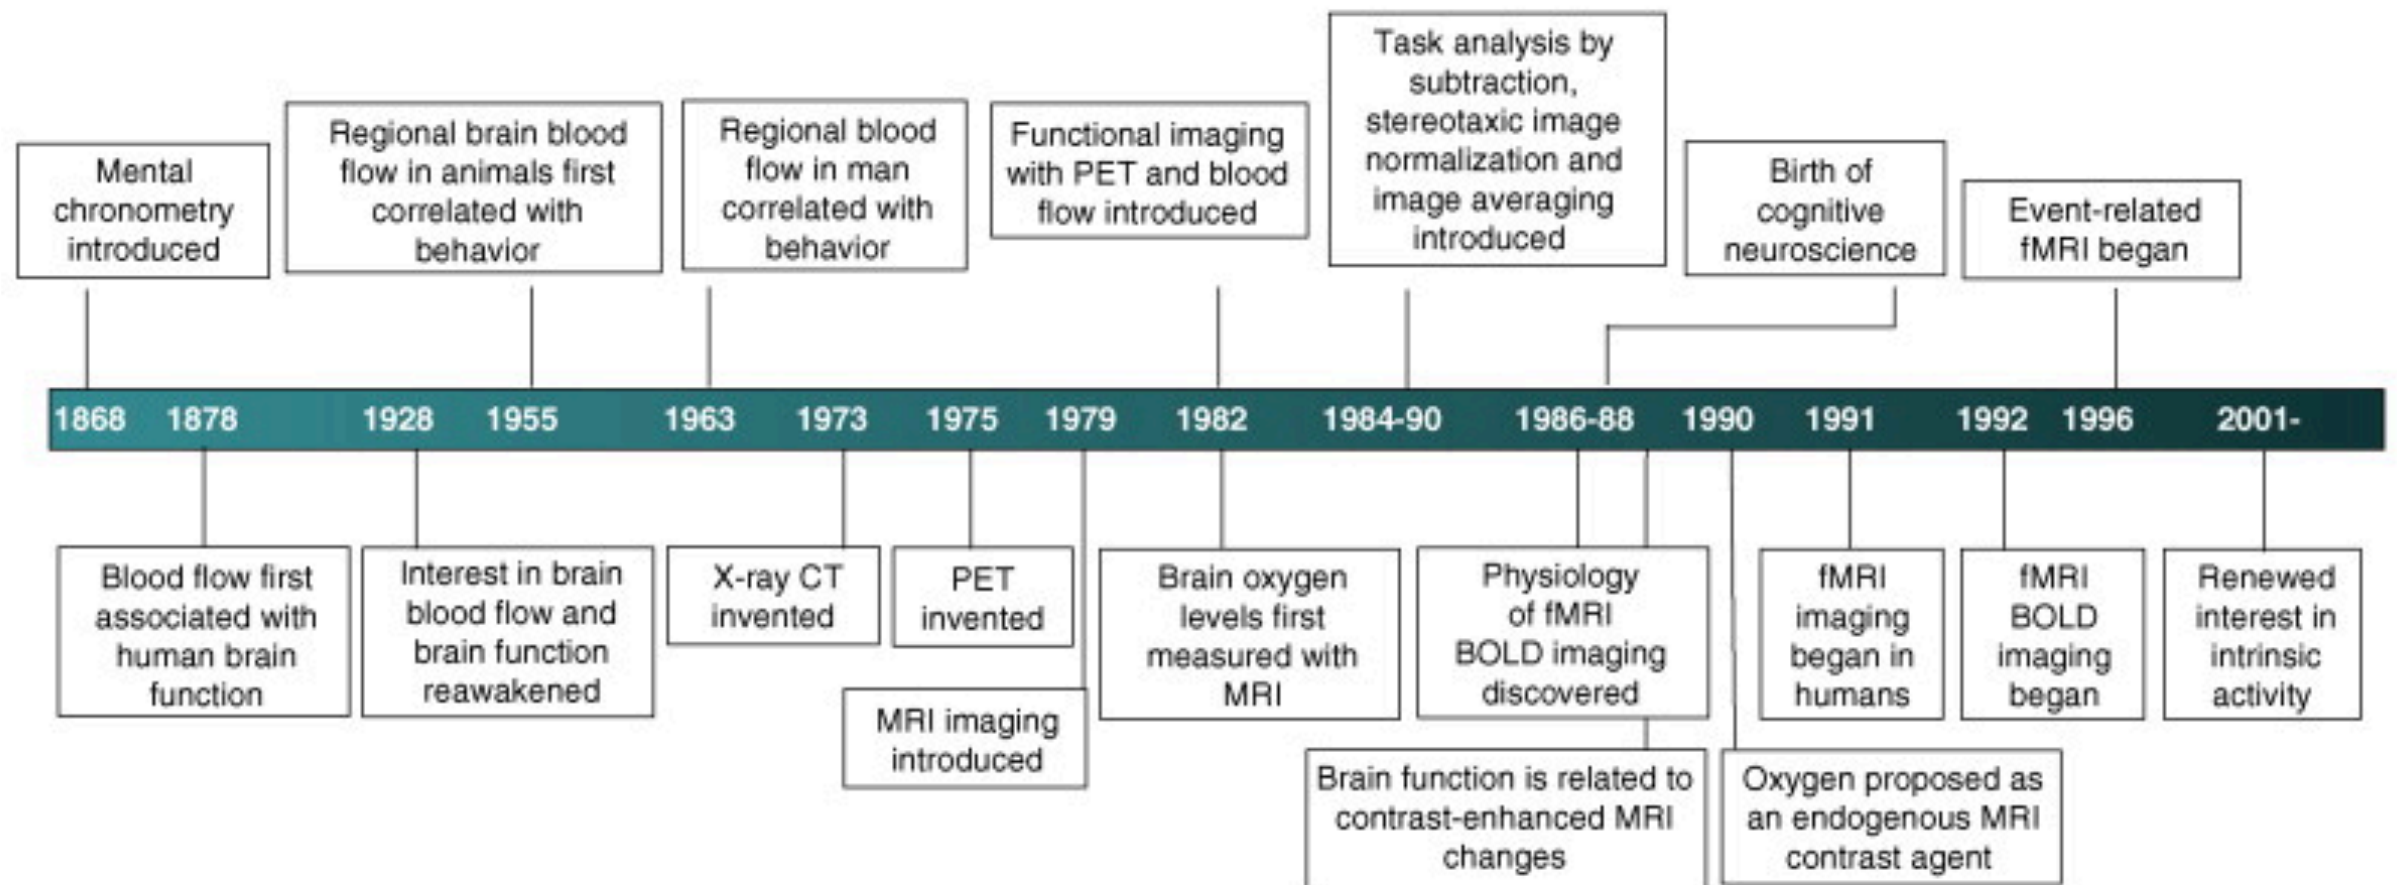 Mental
chronometry
introduced
Regional brain blood
flow in animals first
correlated with
behavior
Regional blood
flow in man
correlated with
behavior
Functional imaging
with PET and blood
flow introduced
Task analysis by
subtraction,
stereotaxic image
normalization and
image averaging
introduced
Birth of
cognitive
neuroscience
Event-related
fMRI began
1868 1878 1928 1955 1963 1973 1975 1979 1982 1984-90 1986-88 1990 1991 1992 1996 2001-
Blood flow first
associated with
human brain
function
Interest in brain
blood flow and
brain function
reawakened
X-ray CT
invented
PET
invented
MRI imaging
introduced
Brain oxygen
levels first
measured with
MRI
Physiology
of fMRI
BOLD imaging
discovered
Brain function is related to
contrast-enhanced MRI
changes
Oxygen proposed as
an endogenous MRI
contrast agent
fMRI
imaging
began in
humans
fMRI
BOLD
imaging
began
Renewed
interest in
intrinsic
activity